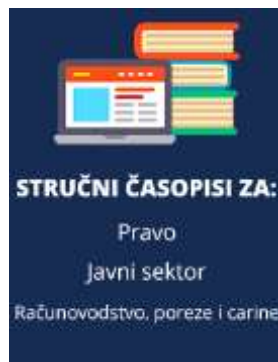 STRUČNI ČASOPISI ZA:
Pravo
Javni sektor
Računovodstvo, poreze i carine